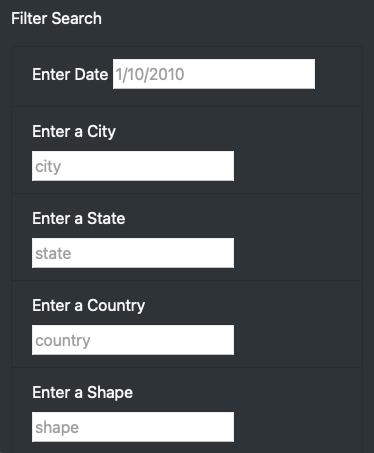 Filter Search
Enter Date 1/10/2010
Enter a City
city
Enter a State
state
Enter a Country
country
Enter a Shape
shape